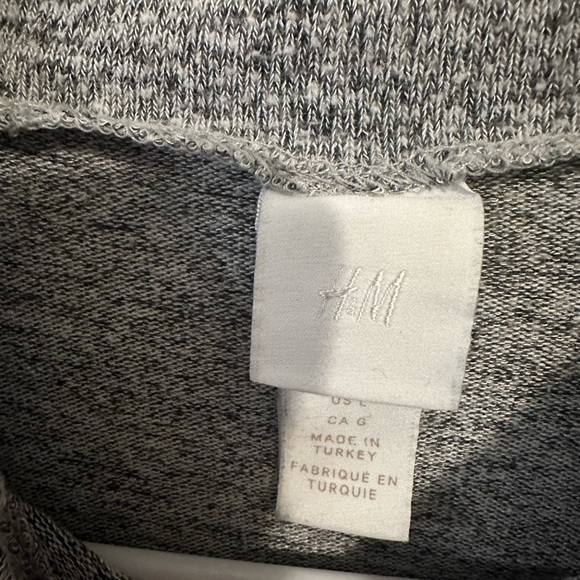 H&M
US L
CA G
MADE IN
TURKEY
FABRIQUÉ EN
TURQUIE